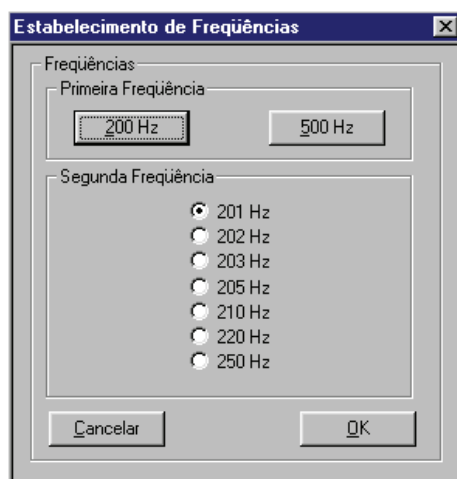 Estabelecimento de Freqüências
Freqüências
Primeira Freqüência
200 Hz 500 Hz
Segunda Freqüência
201 Hz
202 Hz
203 Hz
205 Hz
210 Hz
220 Hz
250 Hz
Cancelar OK